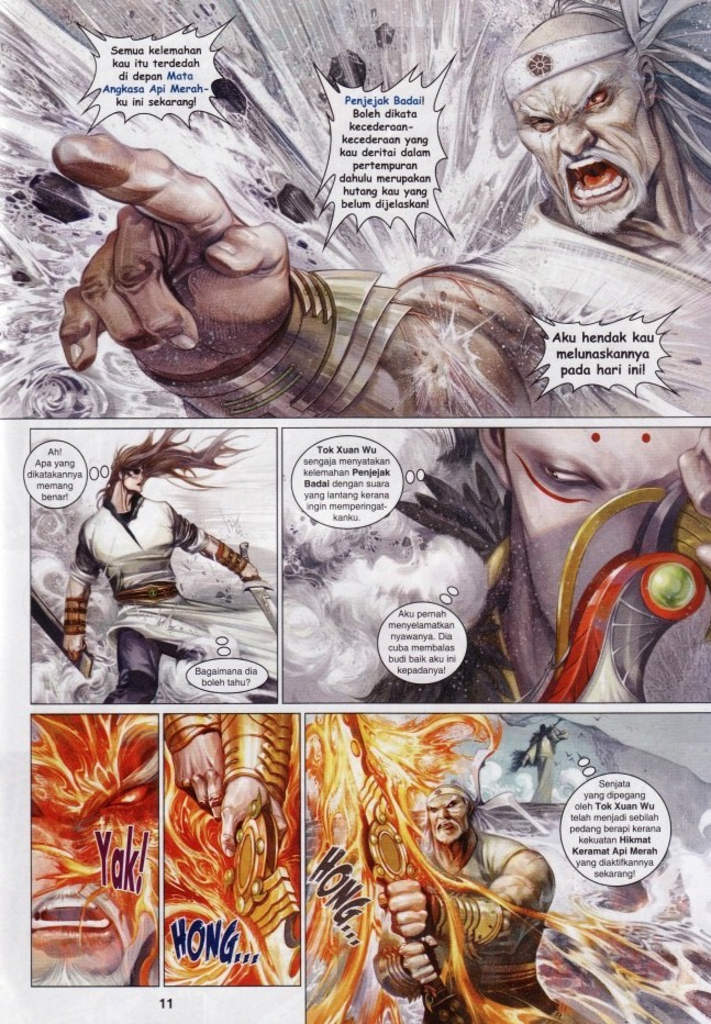 Semua kelemahan
kau itu terdedah
di depan Mata
Angkasa Api Merah-
ku ini sekarang!
Penjejak Badai!
Boleh dikata
kecederaan-
kecederaan yang
kau deritai dalam
pertempuran
dahulu merupakan
hutang kau yang
belum dijelaskan!
Aku hendak kau
melunaskannya
pada hari ini!
Ah!
Apa yang
dikatakannya
memang
benar!
Bagaimana dia
boleh tahu?
Tok Xuan Wu
sengaja menyatakan
kelemahan Penjejak
Badai dengan suara
yang lantang kerana
ingin memperingat-
kanku.
Aku pernah
menyelamatkan
nyawanya. Dia
cuba membalas
budi baik aku ini
kepadanya!
Yak!
HONG...
HONG...
Senjata
yang dipegang
oleh Tok Xuan Wu
telah menjadi sebilah
pedang berapi kerana
kekuatan Hikmat
Keramat Api Merah
yang diaktifkannya
sekarang!
11